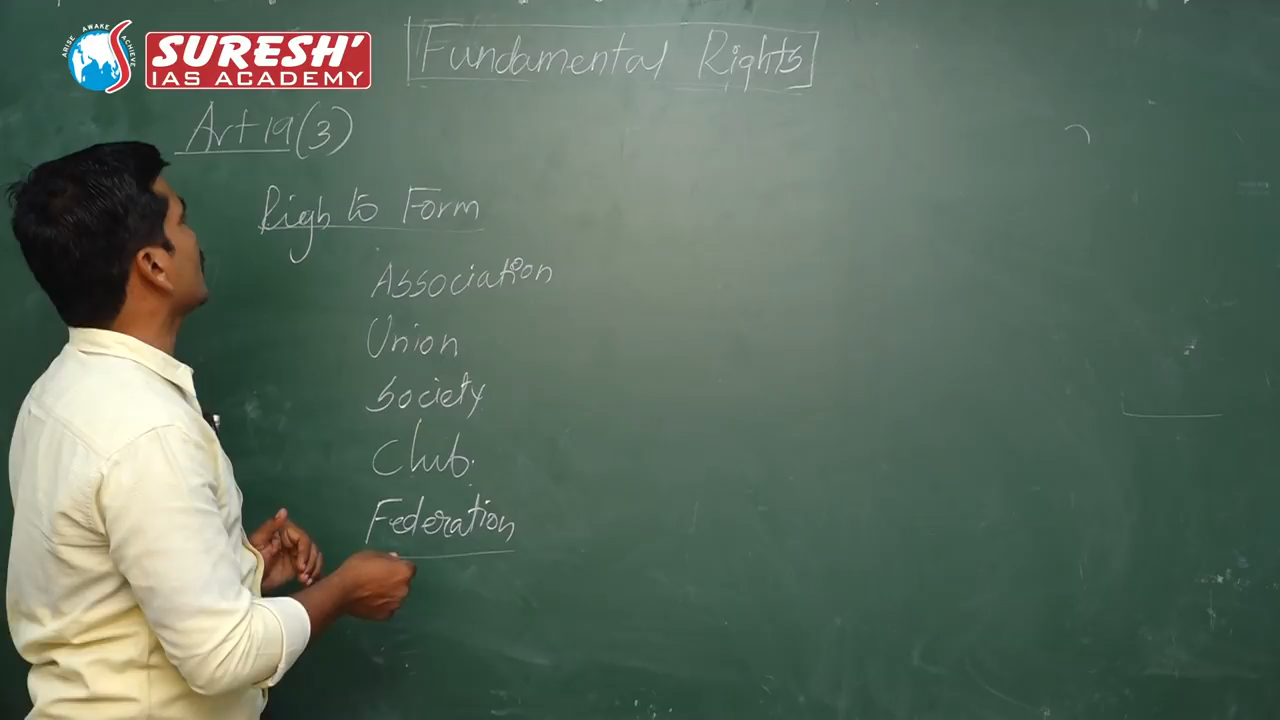 ARISE AWAKE ACHIEVE
SURESH'
IAS ACADEMY
Fundamental Rights
Art 19 (3)
Righ to Form
Association
Union
Society
Club.
Federation